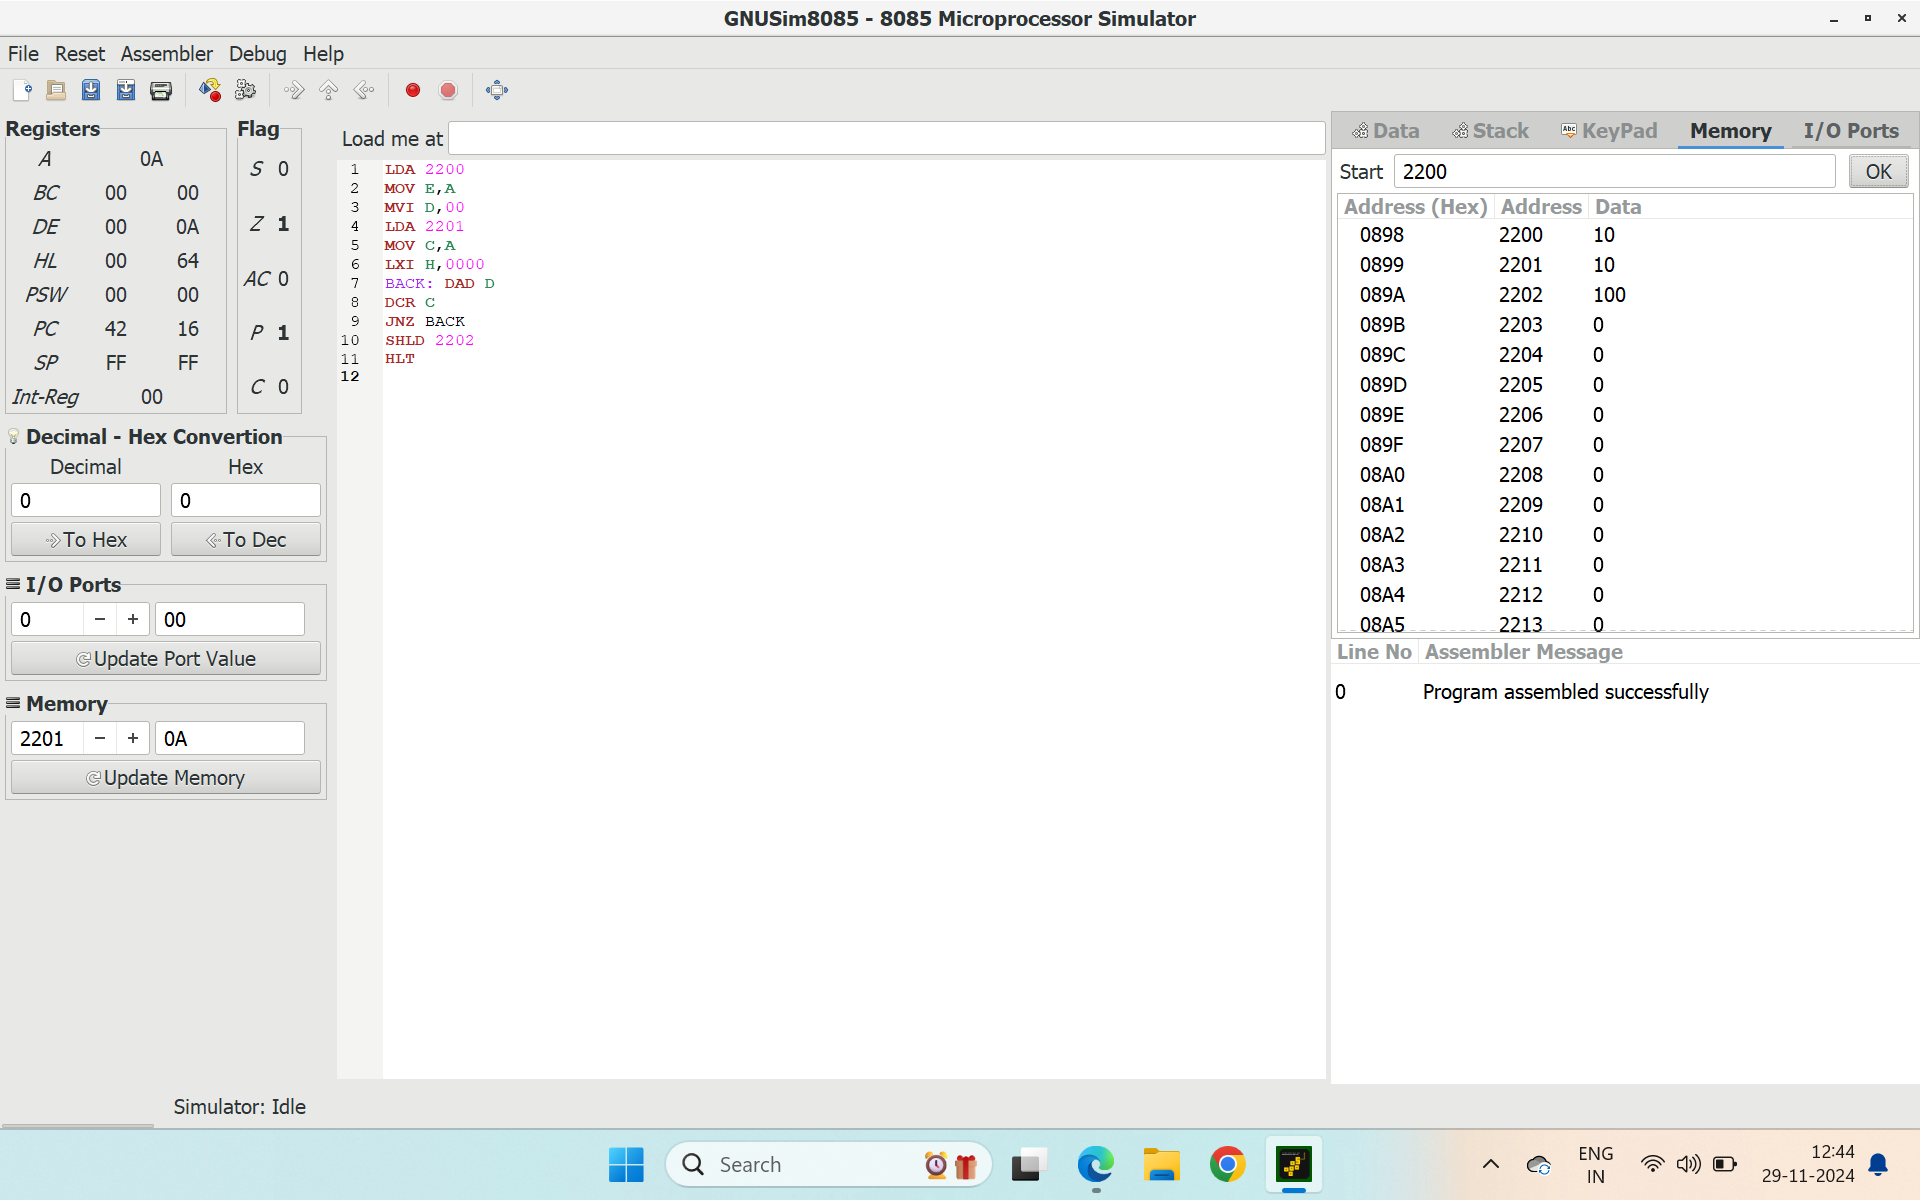 GNUSim8085 - 8085 Microprocessor Simulator
File Reset Assembler Debug Help
Registers
A 0A
BC 00 00
DE 00 0A
HL 00 64
PSW 00 00
PC 42 16
SP FF FF
Int-Reg 00
Flag
S 0
Z 1
AC 0
P 1
C 0
Decimal - Hex Convertion
Decimal Hex
0 0
To Hex To Dec
I/O Ports
0 − + 00
Update Port Value
Memory
2201 − + 0A
Update Memory
Load me at
1 LDA 2200
2 MOV E,A
3 MVI D,00
4 LDA 2201
5 MOV C,A
6 LXI H,0000
7 BACK: DAD D
8 DCR C
9 JNZ BACK
10 SHLD 2202
11 HLT
12
Data Stack Abc KeyPad Memory I/O Ports
Start 2200 OK
Address (Hex) Address Data
0898 2200 10
0899 2201 10
089A 2202 100
089B 2203 0
089C 2204 0
089D 2205 0
089E 2206 0
089F 2207 0
08A0 2208 0
08A1 2209 0
08A2 2210 0
08A3 2211 0
08A4 2212 0
08A5 2213 0
Line No Assembler Message
0 Program assembled successfully
Simulator: Idle
Search
ENG
IN
12:44
29-11-2024